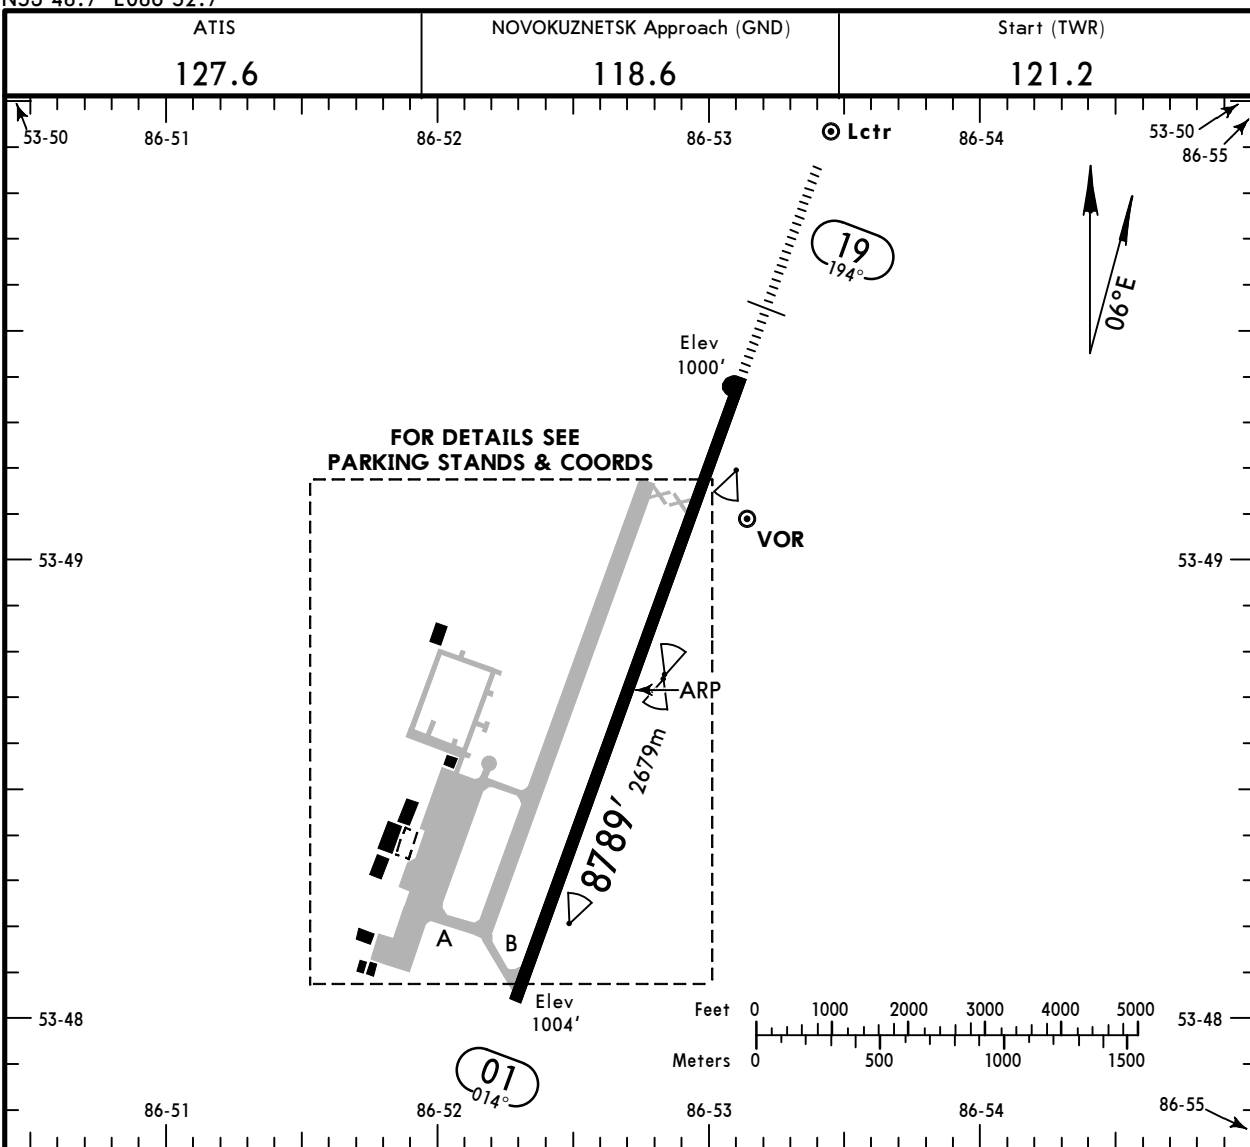 ATIS
NOVOKUZNETSK Approach (GND)
Start (TWR)
127.6
118.6
121.2
53-50
86-51
86-52
86-53
Lctr
86-54
53-50
86-55
19
194°
06°E
Elev
1000'
FOR DETAILS SEE
PARKING STANDS & COORDS
VOR
53-49
53-49
ARP
8789' 2679m
A
B
Elev
1004'
53-48
53-48
Feet 0 1000 2000 3000 4000 5000
Meters 0 500 1000 1500
01
014°
86-51
86-52
86-53
86-54
86-55